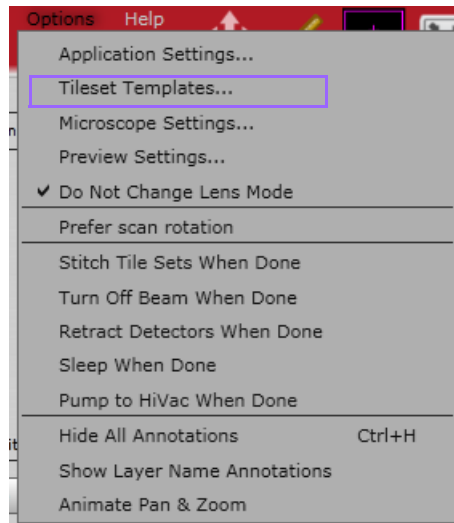 Options Help
Application Settings...
Tileset Templates...
Microscope Settings...
Preview Settings...
✔ Do Not Change Lens Mode
Prefer scan rotation
Stitch Tile Sets When Done
Turn Off Beam When Done
Retract Detectors When Done
Sleep When Done
Pump to HiVac When Done
Hide All Annotations Ctrl+H
Show Layer Name Annotations
Animate Pan & Zoom